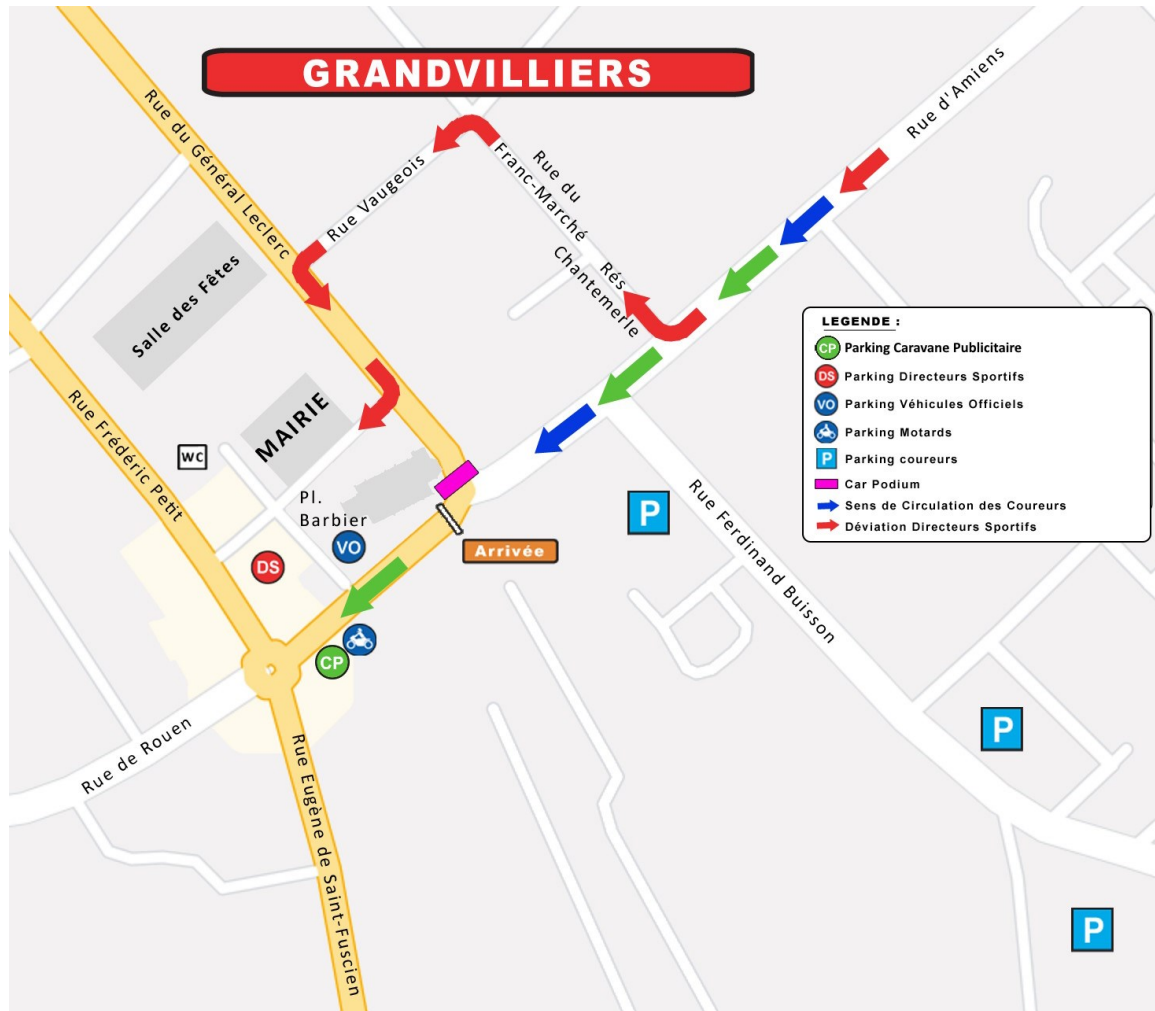 GRANDVILLIERS
Rue d'Amiens
Rue du Général Leclerc
Rue Vaugeois
Rue du
Franc-Marché
Rés
Chantemerle
Salle des Fêtes
MAIRIE
Rue Frédéric Petit
WC
Pl.
Barbier
VO
DS
Arrivée
CP
P
Rue Ferdinand Buisson
Rue de Rouen
Rue Eugène de Saint-Fuscien
P
P
LEGENDE :
CP Parking Caravane Publicitaire
DS Parking Directeurs Sportifs
VO Parking Véhicules Officiels
Parking Motards
P Parking coureurs
Car Podium
Sens de Circulation des Coureurs
Déviation Directeurs Sportifs